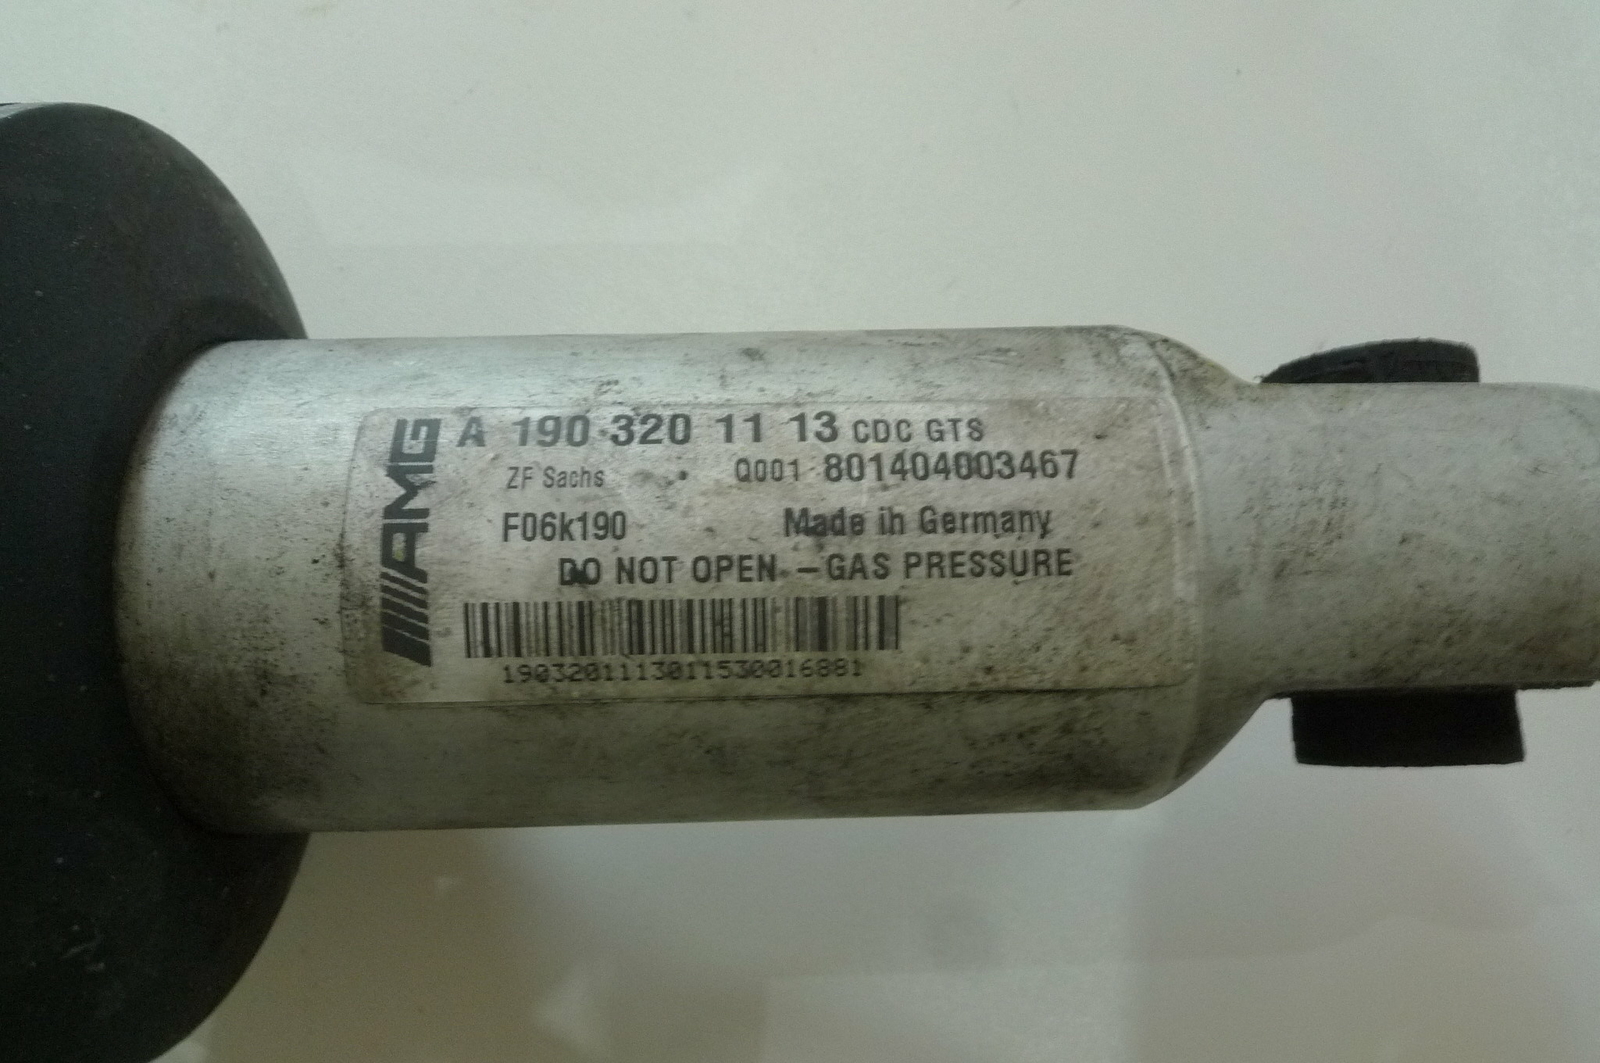 AMG
A 190 320 11 13 CDC GTS
ZF Sachs Q001 801404003467
F06k190 Made in Germany
DO NOT OPEN - GAS PRESSURE
1903201113011530016881